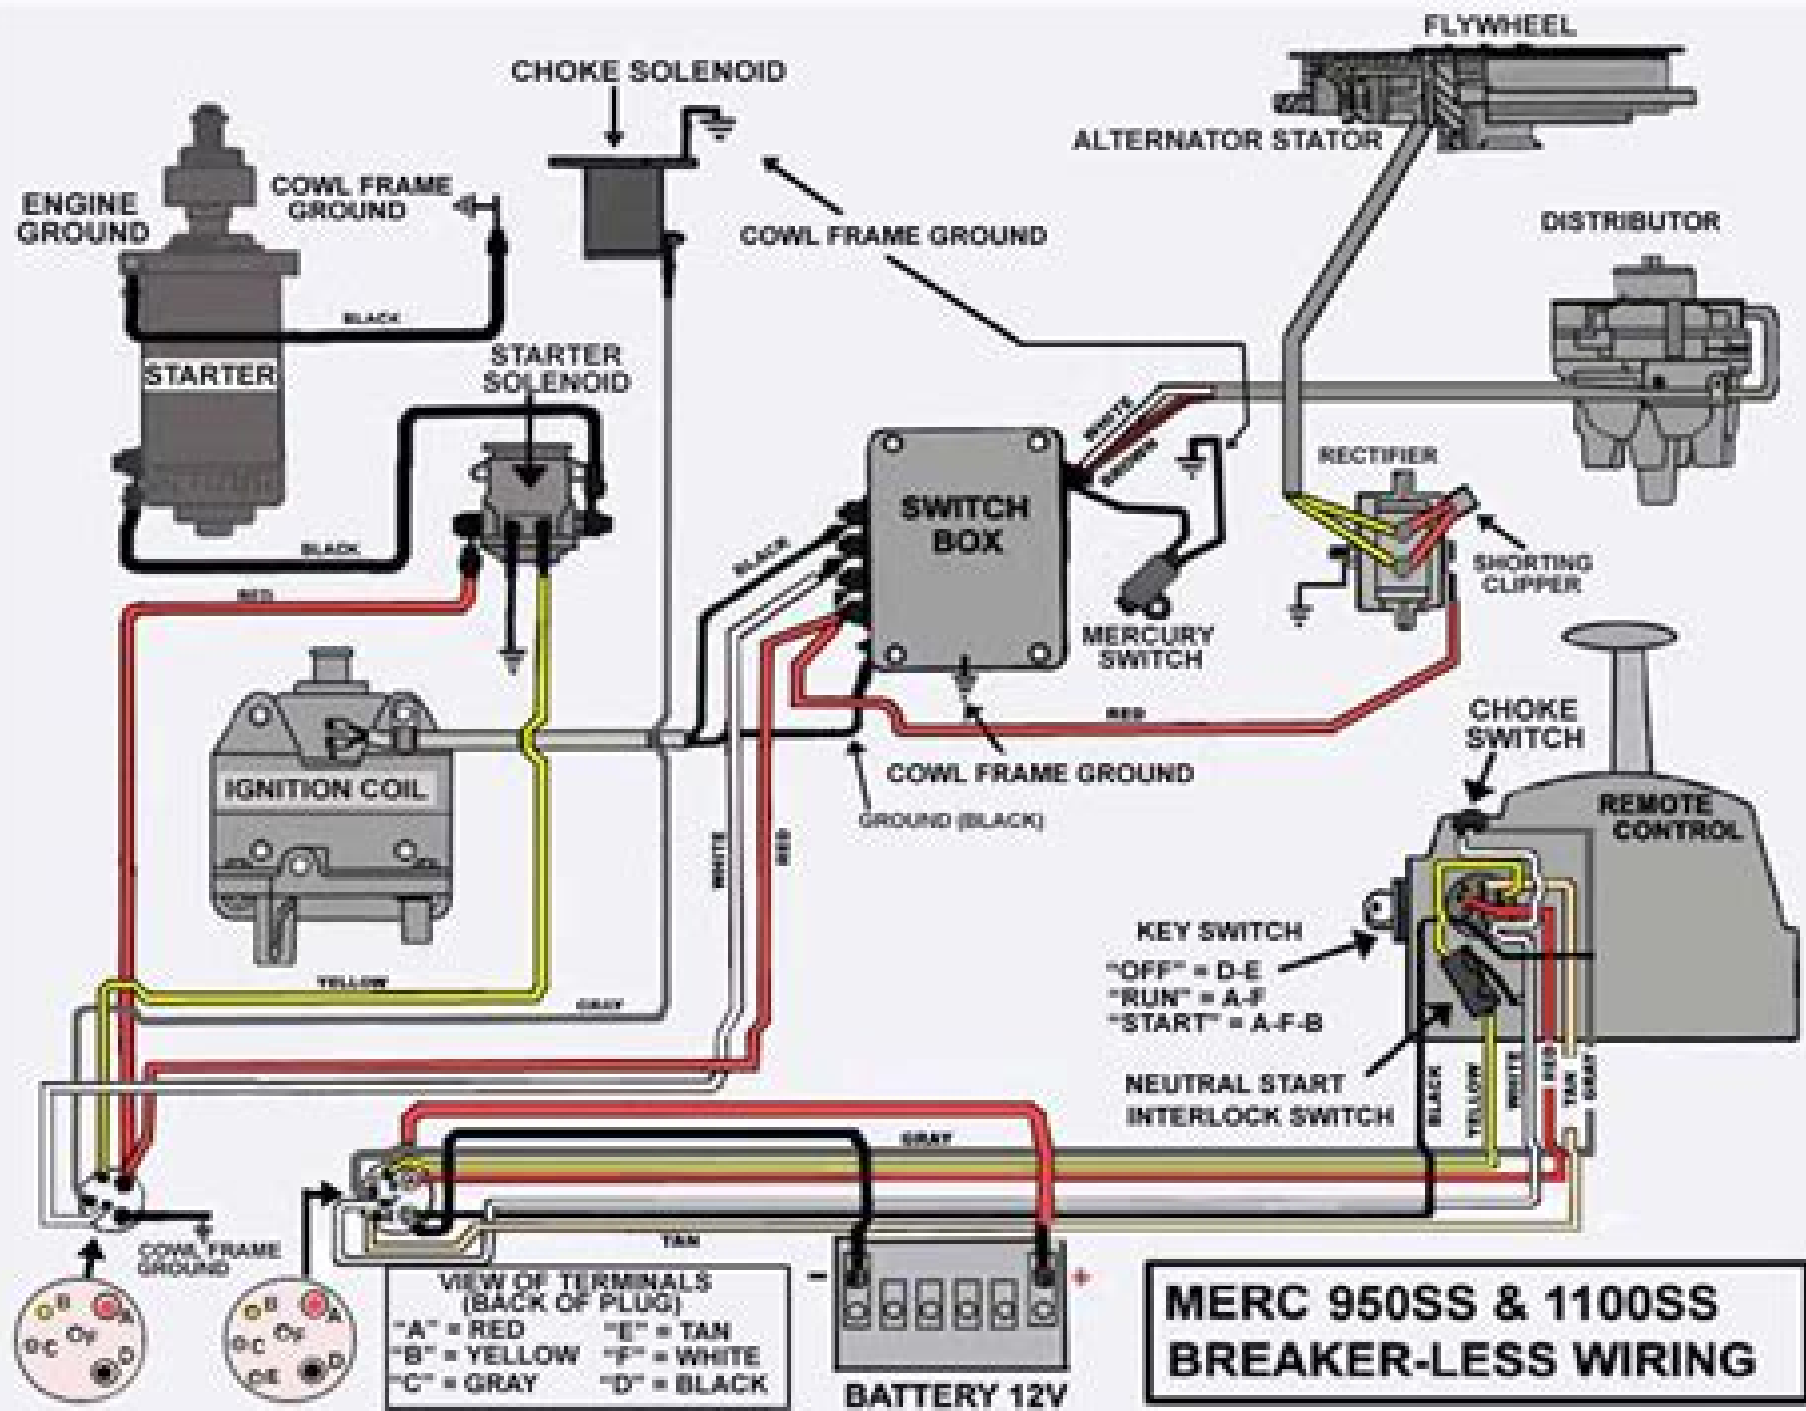 FLYWHEEL
CHOKE SOLENOID
ALTERNATOR STATOR
COWL FRAME
GROUND
ENGINE
GROUND
COWL FRAME GROUND
DISTRIBUTOR
BLACK
STARTER
SOLENOID
STARTER
WHITE
BROWN
RECTIFIER
SWITCH
BOX
BLACK
BLACK
SHORTING
CLIPPER
RED
MERCURY
SWITCH
RED
CHOKE
SWITCH
COWL FRAME GROUND
IGNITION COIL
GROUND (BLACK)
REMOTE
CONTROL
WHITE
RED
KEY SWITCH
"OFF" = D-E
"RUN" = A-F
"START" = A-F-B
YELLOW
GRAY
NEUTRAL START
INTERLOCK SWITCH
BLACK
YELLOW
WHITE
RED
TAN
GRAY
GRAY
TAN
COWL FRAME
GROUND
B
A
C
F
D
B
A
C
F
D
E
VIEW OF TERMINALS
(BACK OF PLUG)
"A" = RED "E" = TAN
"B" = YELLOW "F" = WHITE
"C" = GRAY "D" = BLACK
- +
BATTERY 12V
MERC 950SS & 1100SS
BREAKER-LESS WIRING